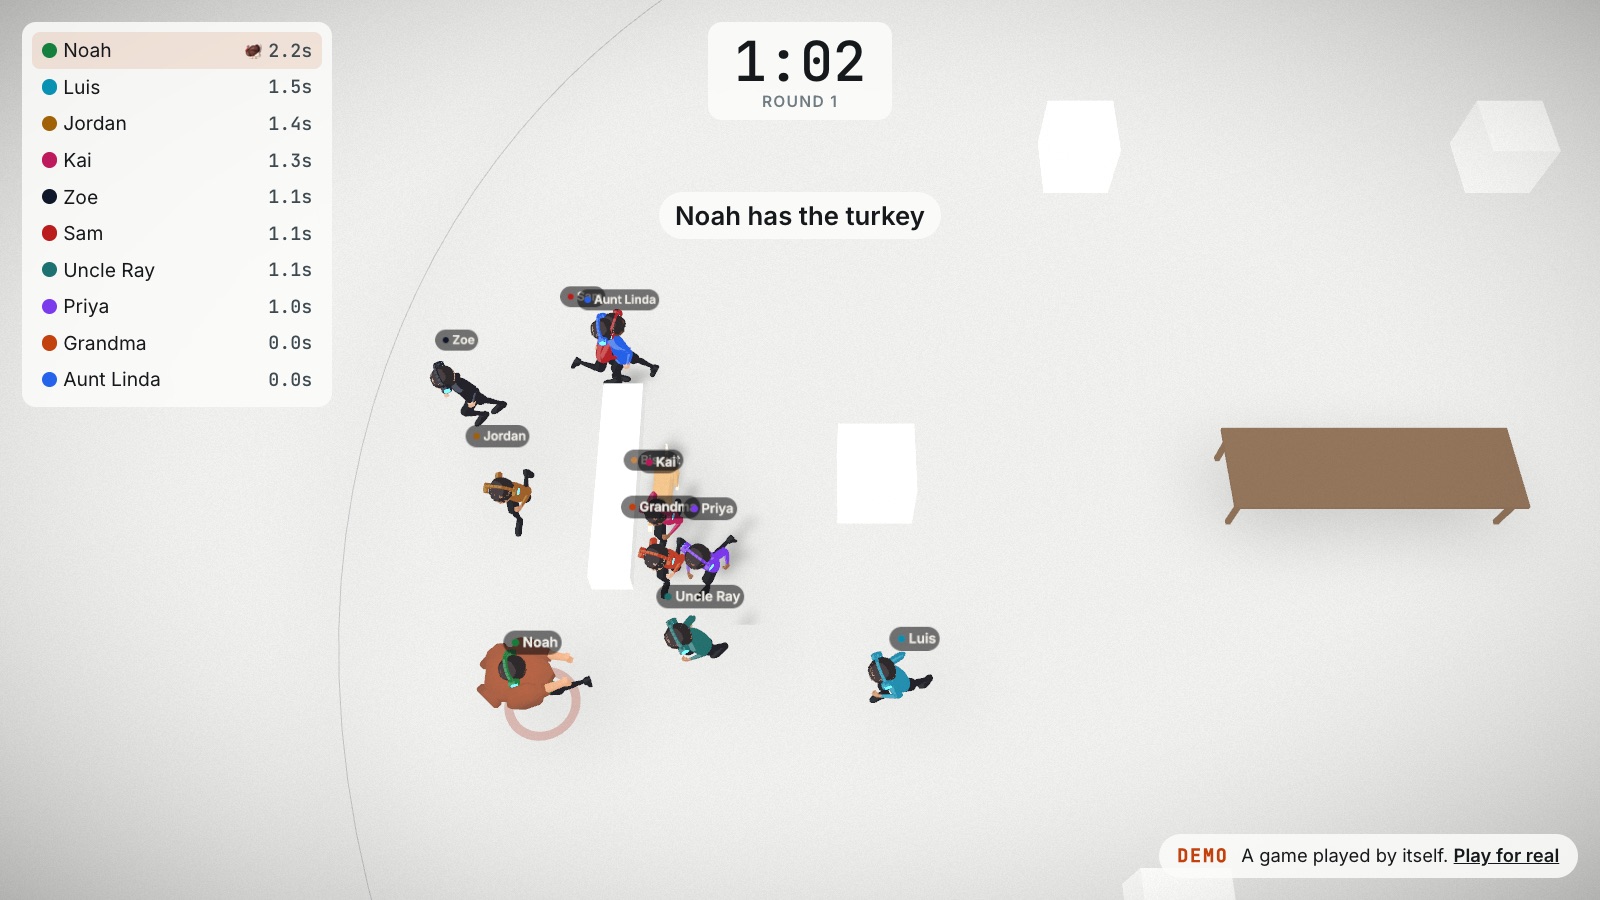 Noah 2.2s
Luis 1.5s
Jordan 1.4s
Kai 1.3s
Zoe 1.1s
Sam 1.1s
Uncle Ray 1.1s
Priya 1.0s
Grandma 0.0s
Aunt Linda 0.0s
1:02
ROUND 1
Noah has the turkey
Aunt Linda
Zoe
Jordan
Kai
Grandma
Priya
Uncle Ray
Noah
Luis
DEMO A game played by itself. Play for real